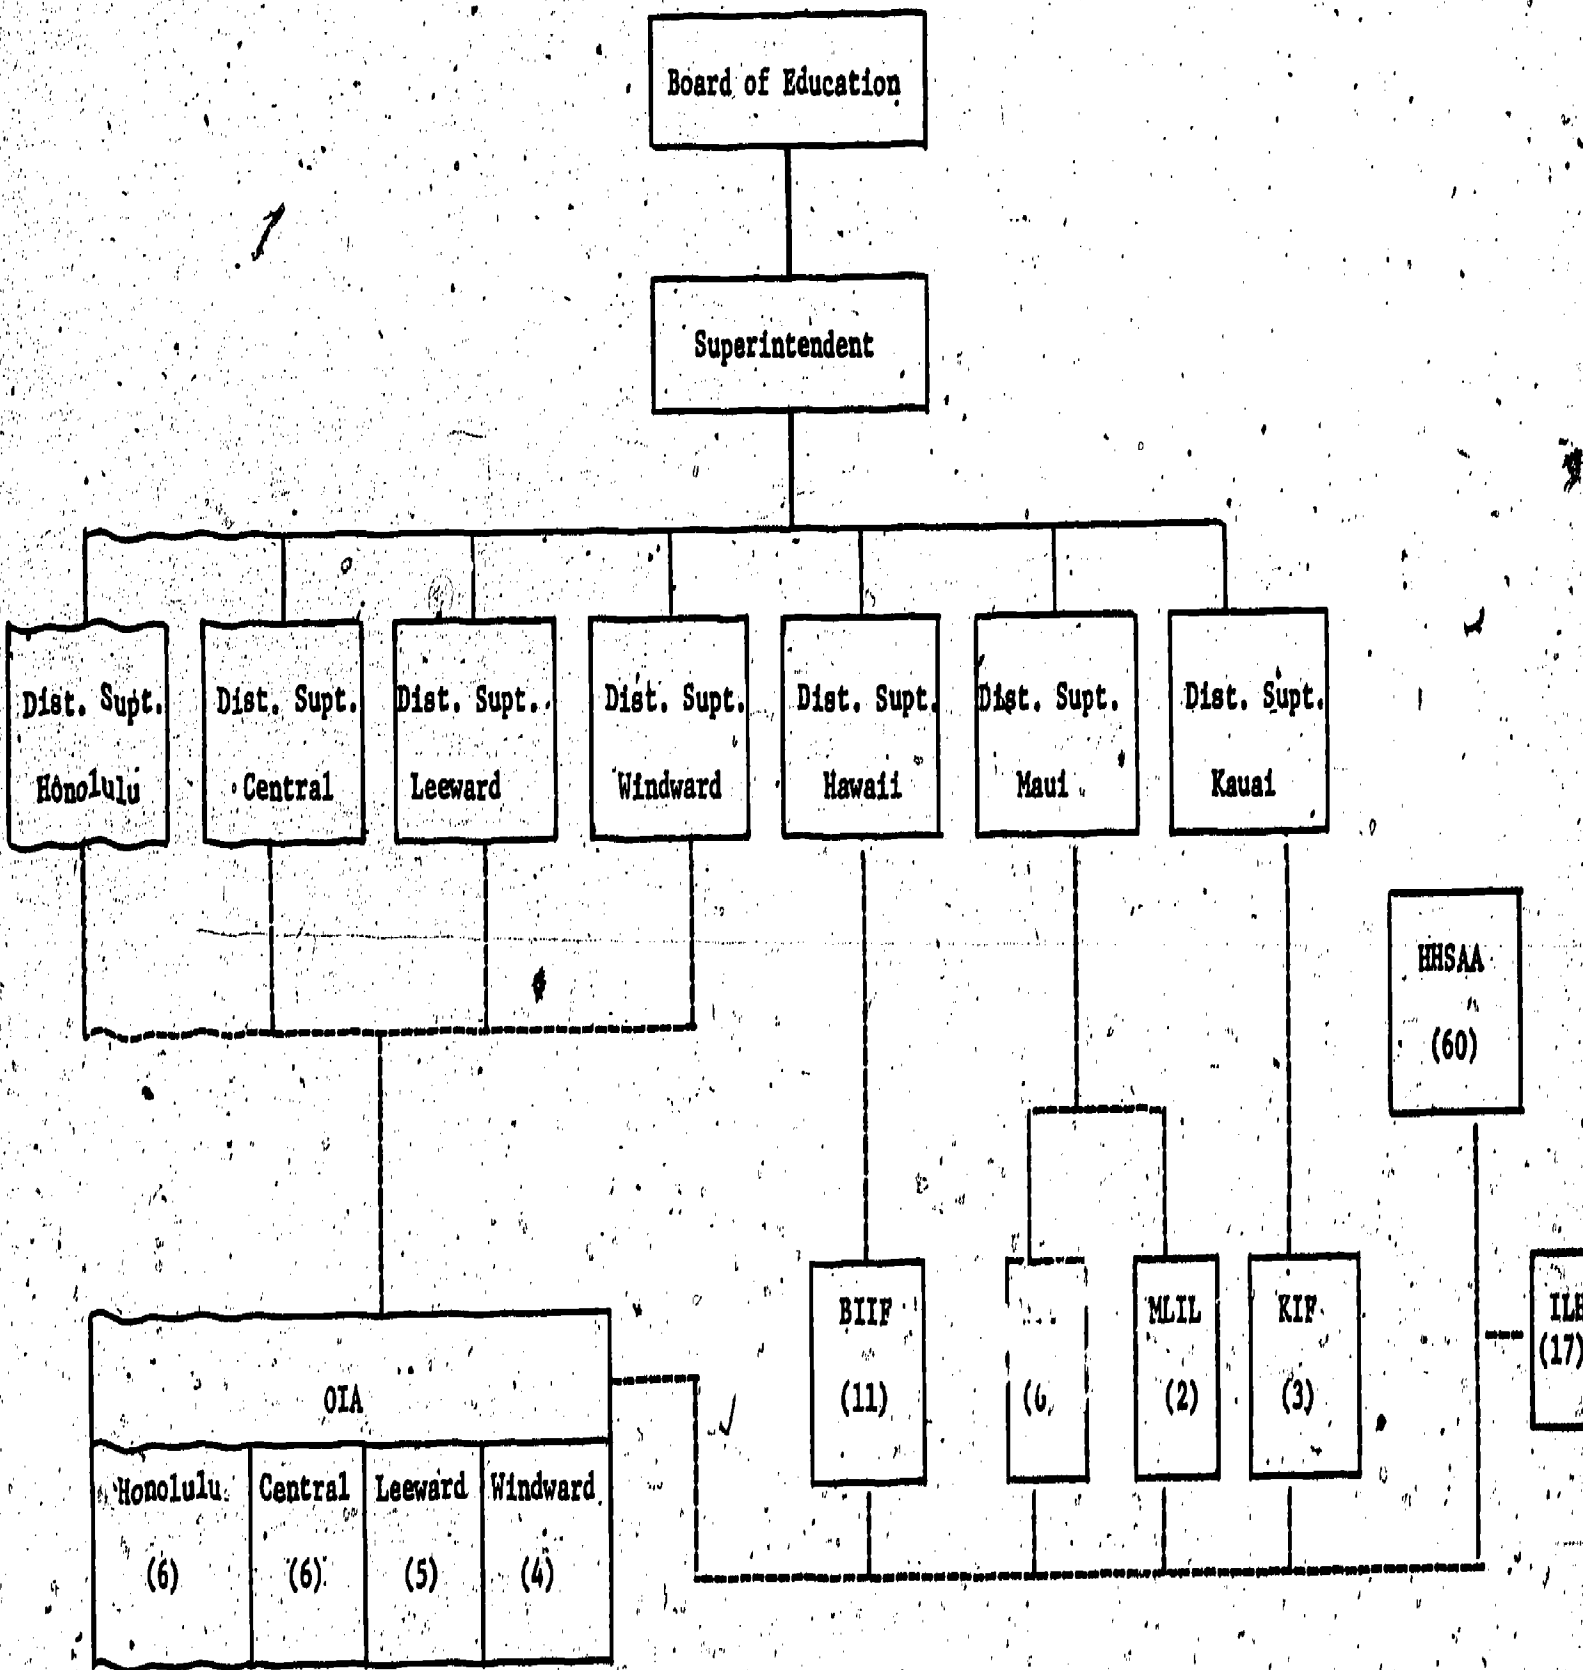 Board of Education
Superintendent
Dist. Supt.
Honolulu
Dist. Supt.
Central
Dist. Supt.
Leeward
Dist. Supt.
Windward
Dist. Supt.
Hawaii
Dist. Supt.
Maui
Dist. Supt.
Kauai
HHSAA
(60)
BIIF
(11)
MLIL
(2)
KIF
(3)
(17)
OIA
Honolulu
(6)
Central
(6)
Leeward
(5)
Windward
(4)